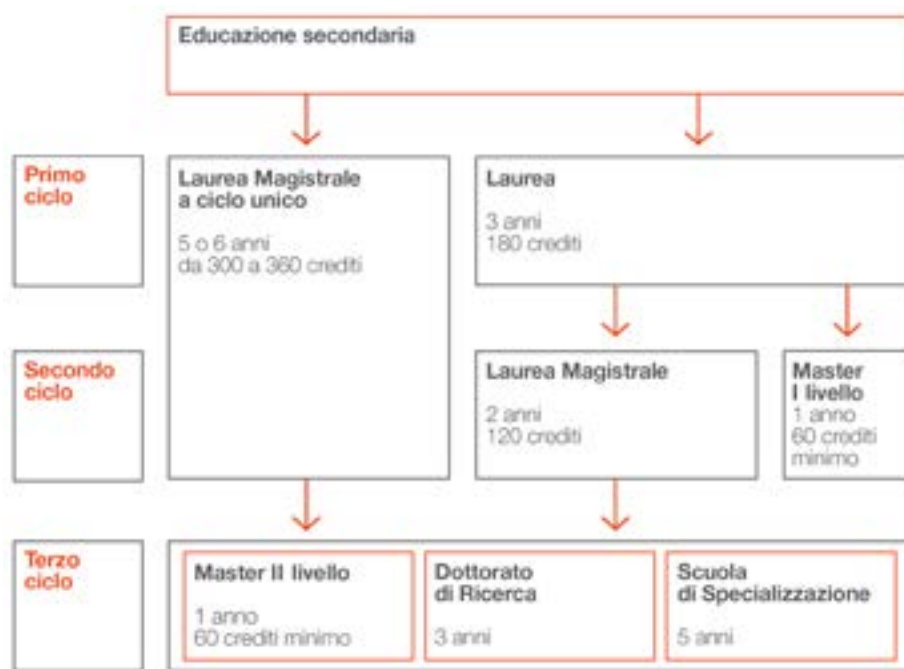 Educazione secondaria
Primo
ciclo
Laurea Magistrale
a ciclo unico
5 o 6 anni
da 300 a 360 crediti
Laurea
3 anni
180 crediti
Secondo
ciclo
Laurea Magistrale
2 anni
120 crediti
Master
I livello
1 anno
60 crediti
minimo
Terzo
ciclo
Master II livello
1 anno
60 crediti minimo
Dottorato
di Ricerca
3 anni
Scuola
di Specializzazione
5 anni